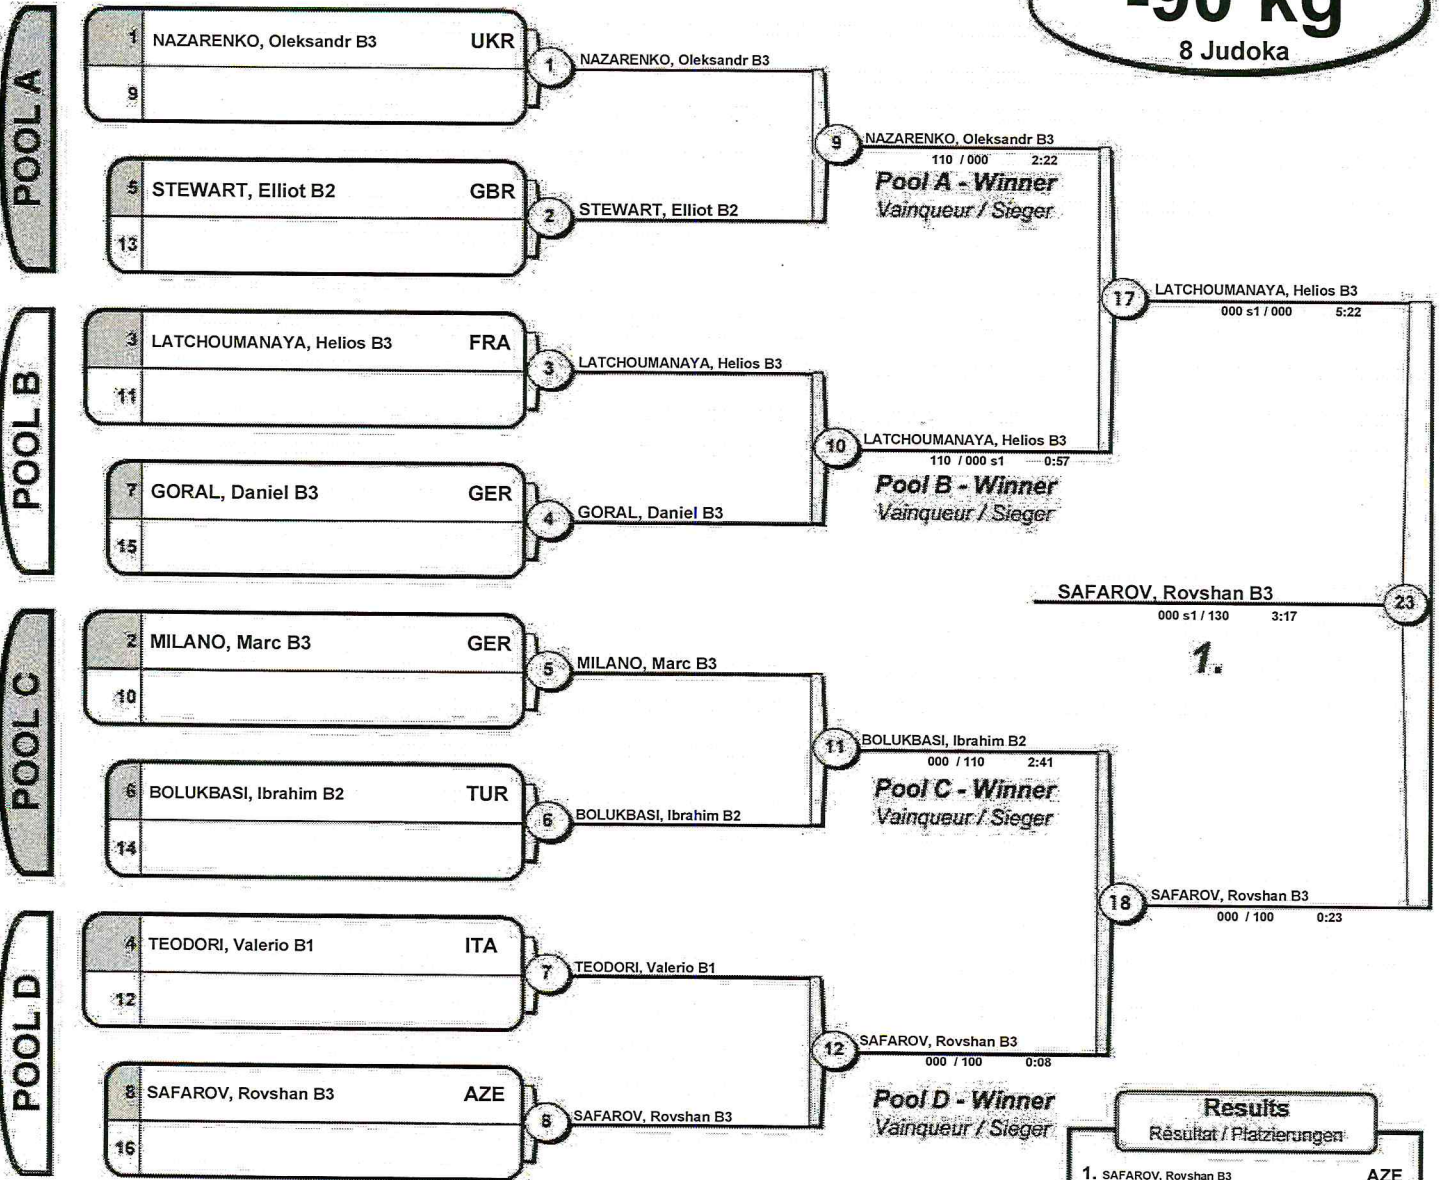 -90 kg
8 Judoka
POOL A
1 NAZARENKO, Oleksandr B3 UKR
9
1 NAZARENKO, Oleksandr B3
5 STEWART, Elliot B2 GBR
13
2 STEWART, Elliot B2
9 NAZARENKO, Oleksandr B3
110 / 000 2:22
Pool A - Winner
Vainqueur / Sieger
POOL B
3 LATCHOUMANAYA, Helios B3 FRA
11
3 LATCHOUMANAYA, Helios B3
7 GORAL, Daniel B3 GER
15
4 GORAL, Daniel B3
10 LATCHOUMANAYA, Helios B3
110 / 000 s1 0:57
Pool B - Winner
Vainqueur / Sieger
17 LATCHOUMANAYA, Helios B3
000 s1 / 000 5:22
SAFAROV, Rovshan B3 23
000 s1 / 130 3:17
1.
POOL C
2 MILANO, Marc B3 GER
10
5 MILANO, Marc B3
6 BOLUKBASI, Ibrahim B2 TUR
14
6 BOLUKBASI, Ibrahim B2
11 BOLUKBASI, Ibrahim B2
000 / 110 2:41
Pool C - Winner
Vainqueur / Sieger
POOL D
4 TEODORI, Valerio B1 ITA
12
7 TEODORI, Valerio B1
8 SAFAROV, Rovshan B3 AZE
16
8 SAFAROV, Rovshan B3
12 SAFAROV, Rovshan B3
000 / 100 0:08
Pool D - Winner
Vainqueur / Sieger
18 SAFAROV, Rovshan B3
000 / 100 0:23
Results
Résultat / Platzierungen
1. SAFAROV, Rovshan B3 AZE